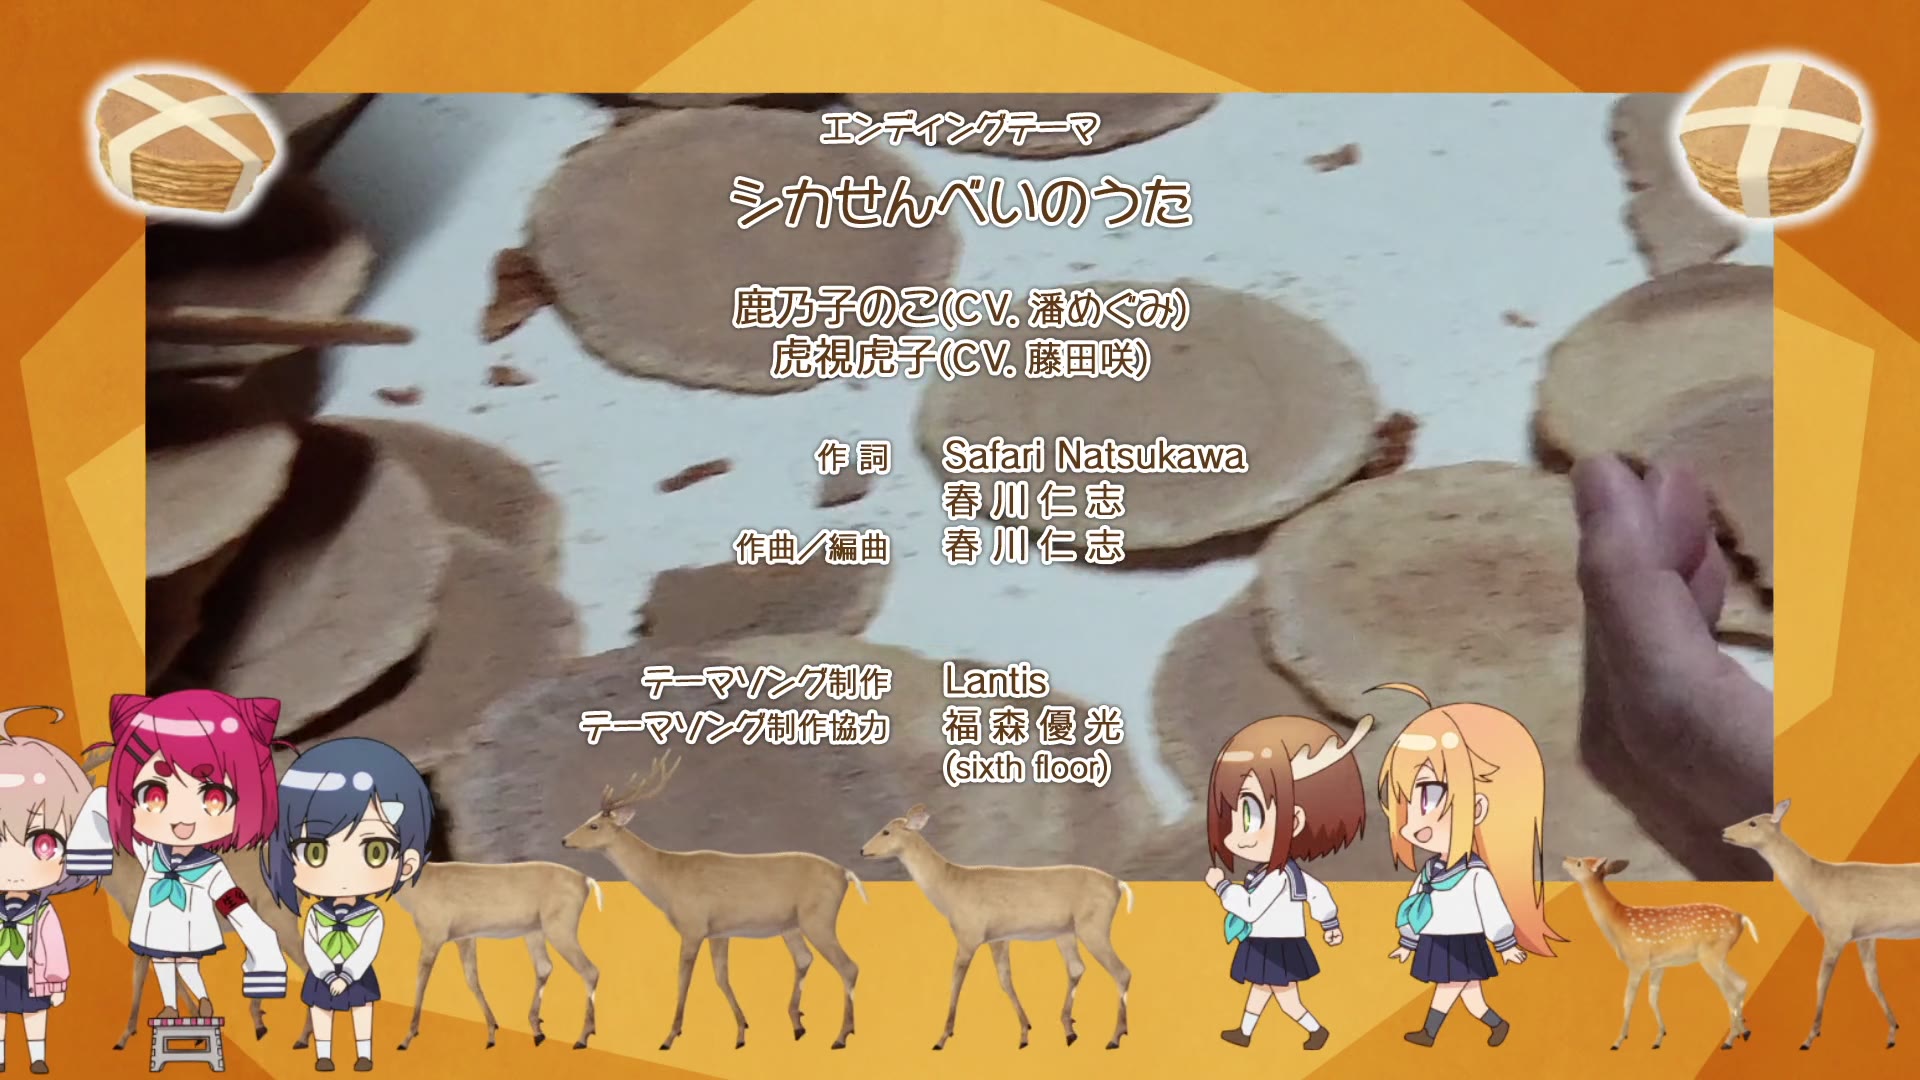 エンディングテーマ
シカせんべいのうた
鹿乃子のこ(CV. 潘めぐみ)
虎視虎子(CV. 藤田咲)
作詞 Safari Natsukawa
春川仁志
作曲／編曲 春川仁志
テーマソング制作 Lantis
テーマソング制作協力 福森優光
(sixth floor)